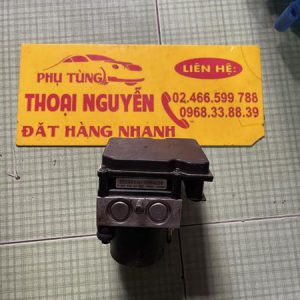 PHỤ TÙNG
THOẠI NGUYỄN
ĐẶT HÀNG NHANH
LIÊN HỆ:
02.466.599 788
0968.33.88.39